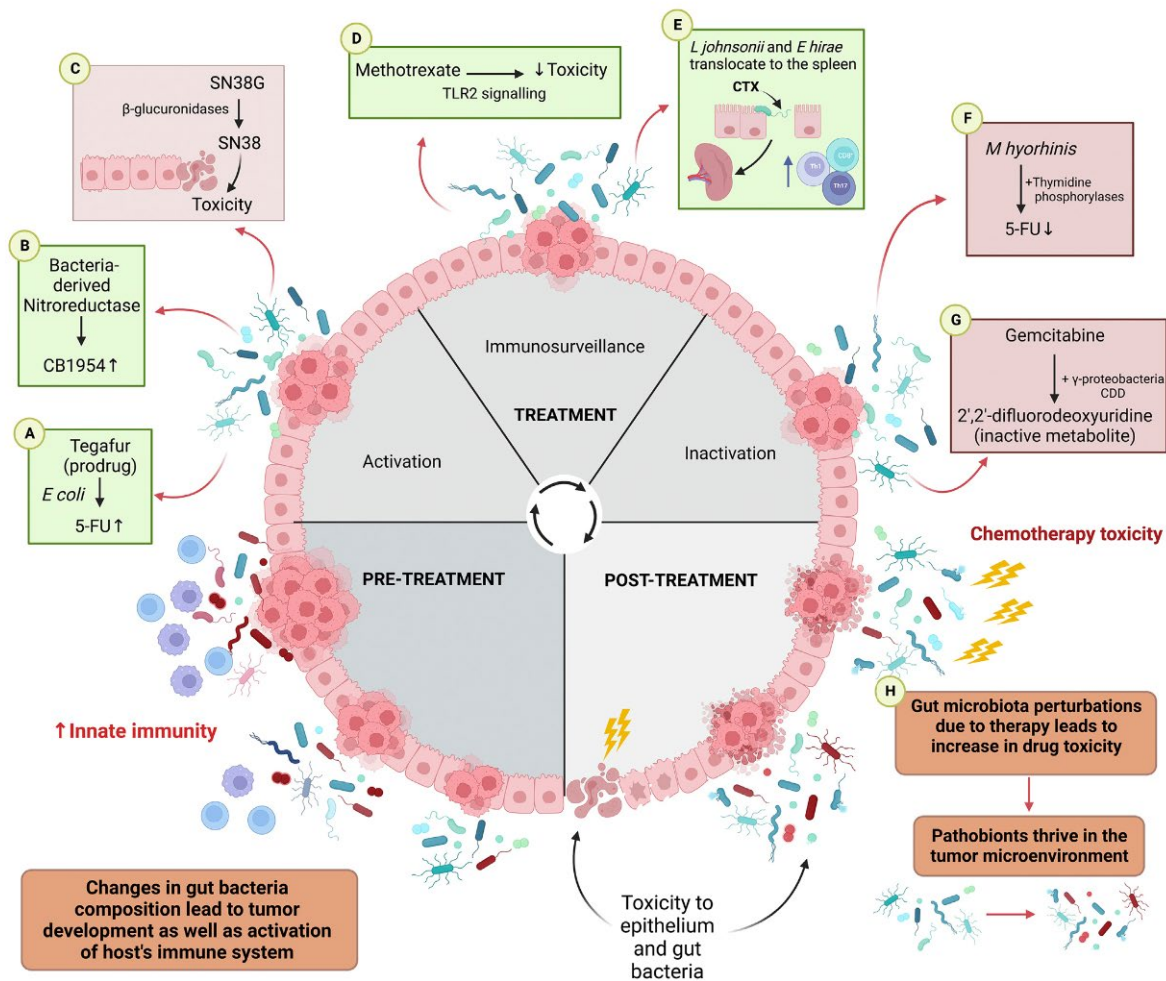 A
Tegafur
(prodrug)
E coli
5-FU↑
B
Bacteria-
derived
Nitroreductase
CB1954↑
C
SN38G
β-glucuronidases
SN38
Toxicity
D
Methotrexate
↓Toxicity
TLR2 signalling
E
L johnsonii and E hirae
translocate to the spleen
CTX
Th1
CD8+
Th17
F
M hyorhinis
+Thymidine
phosphorylases
5-FU↓
G
Gemcitabine
+ γ-proteobacteria
CDD
2',2'-difluorodeoxyuridine
(inactive metabolite)
Immunosurveillance
TREATMENT
Activation
Inactivation
PRE-TREATMENT
POST-TREATMENT
Chemotherapy toxicity
↑Innate immunity
H
Gut microbiota perturbations
due to therapy leads to
increase in drug toxicity
Pathobionts thrive in the
tumor microenvironment
Changes in gut bacteria
composition lead to tumor
development as well as activation
of host's immune system
Toxicity to
epithelium
and gut
bacteria